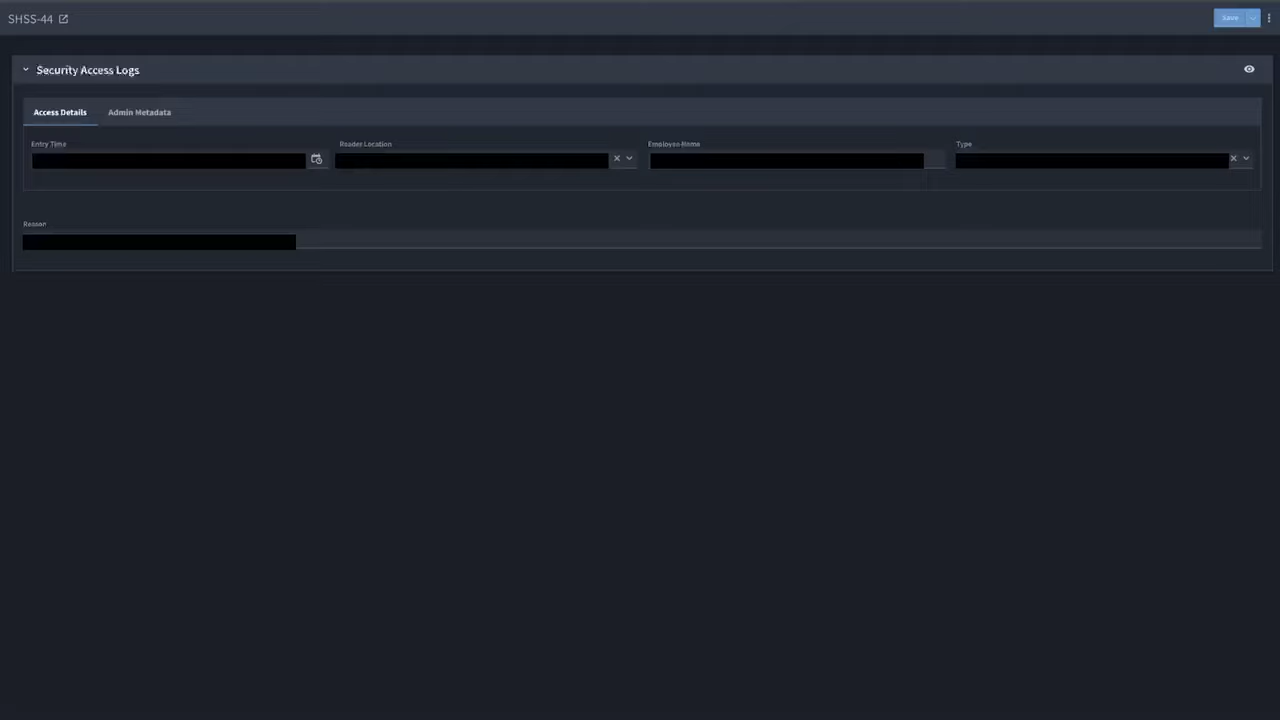 SHSS-44
Save
Security Access Logs
Access Details
Admin Metadata
Entry Time
Reader Location
Employee Name
Type
Reason